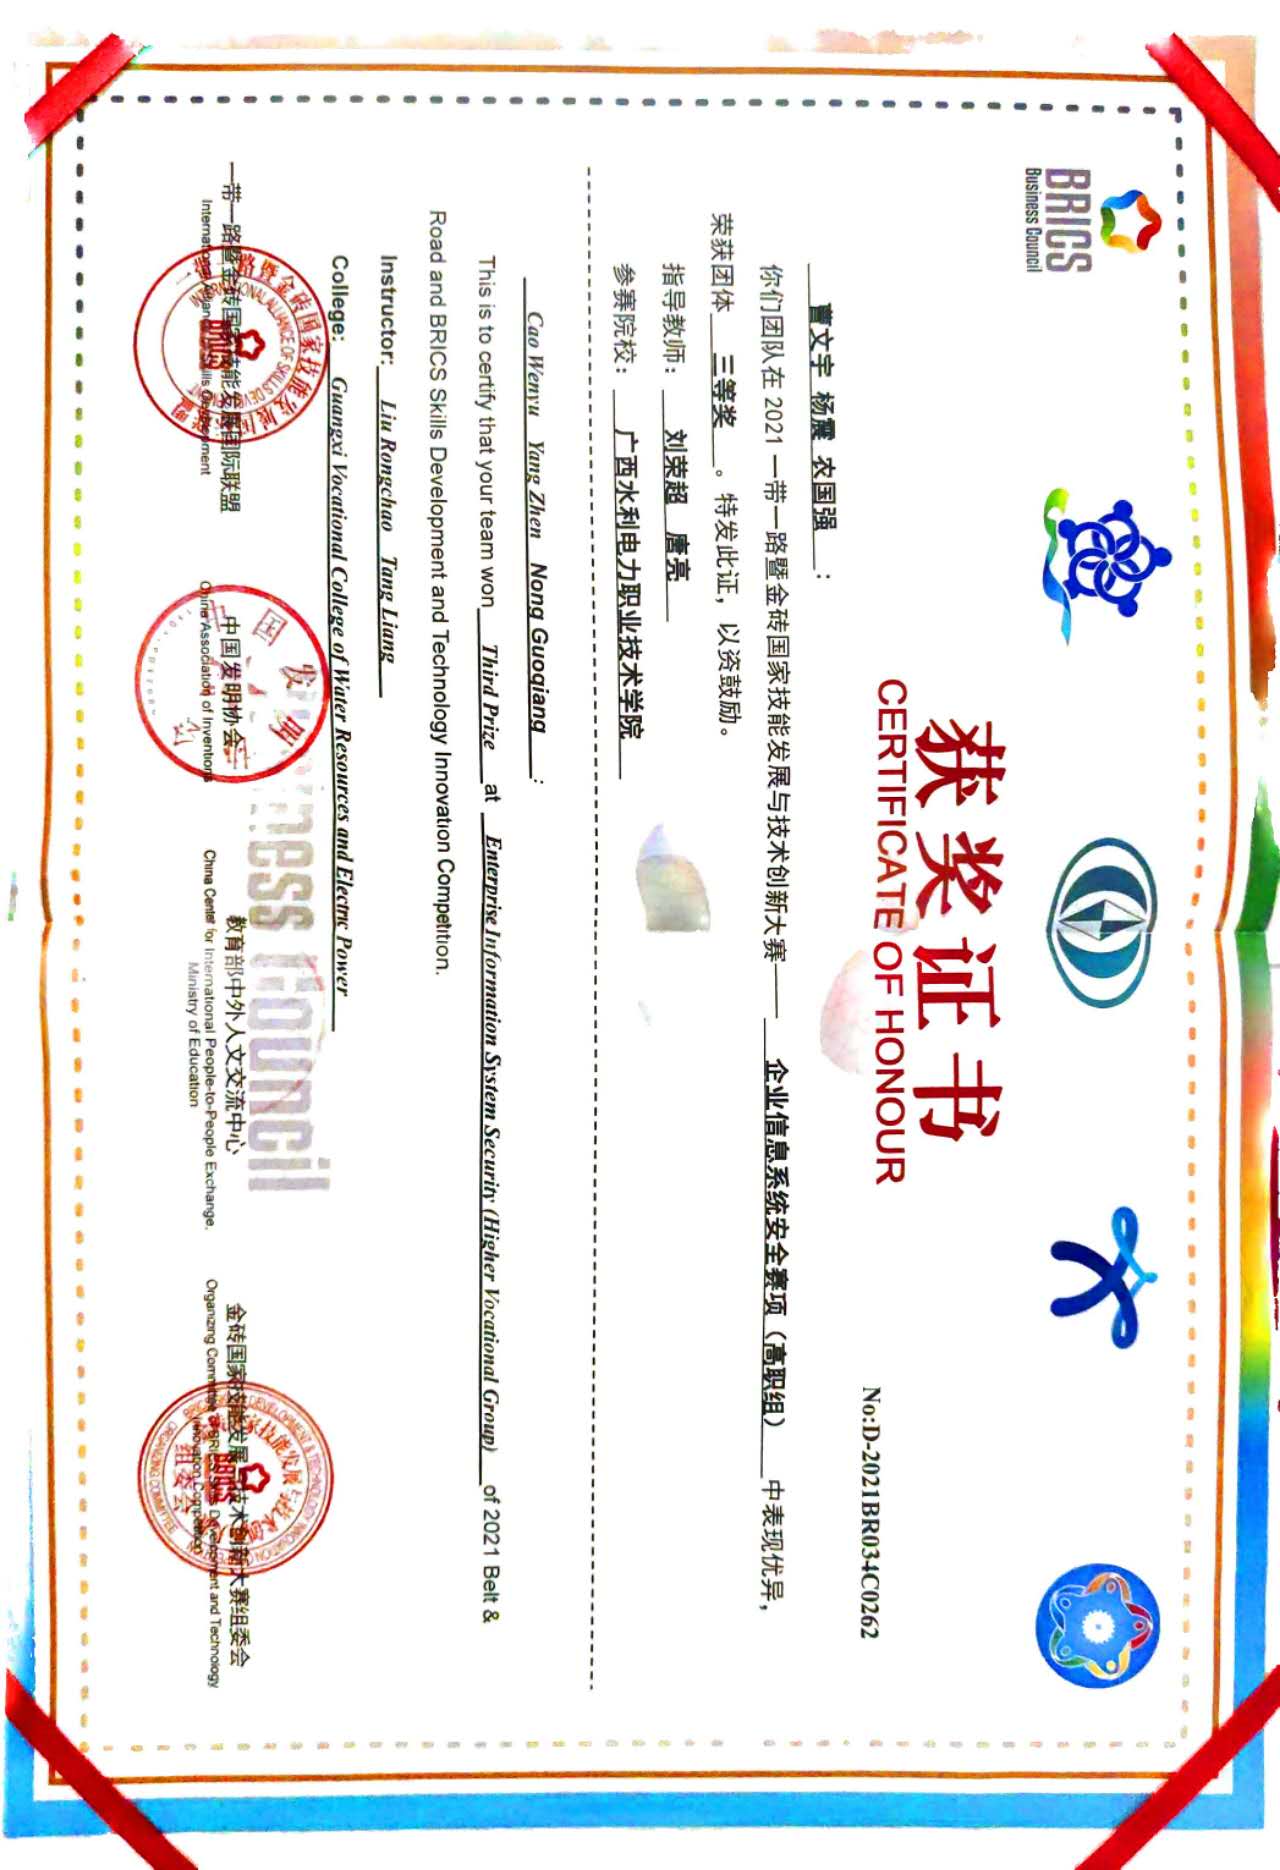 BRICS
Business Council
获奖证书
CERTIFICATE OF HONOUR
No:D-2021BR034C0262
曹文宇 杨震 农国强 :
你们团队在 2021 一带一路暨金砖国家技能发展与技术创新大赛—— 企业信息系统安全赛项（高职组） 中表现优异，
荣获团体 三等奖 。特发此证，以资鼓励。
指导教师： 刘荣超 唐亮
参赛院校： 广西水利电力职业技术学院
Cao Wenyu Yang Zhen Nong Guoqiang :
This is to certify that your team won Third Prize at Enterprise Information System Security (Higher Vocational Group) of 2021 Belt &
Road and BRICS Skills Development and Technology Innovation Competition.
Instructor: Liu Rongchao Tang Liang
College: Guangxi Vocational College of Water Resources and Electric Power
Business Council
一带一路暨金砖国家技能发展国际联盟
International Alliance of Skills Development
中国发明协会
China Association of Inventions
教育部中外人文交流中心
China Center for International People-to-People Exchange,
Ministry of Education
金砖国家技能发展与技术创新大赛组委会
Organizing Committee of BRICS Skills Development and Technology
Innovation Competition
BRICS
BRICS
组委会
ORGANIZING COMMITTEE